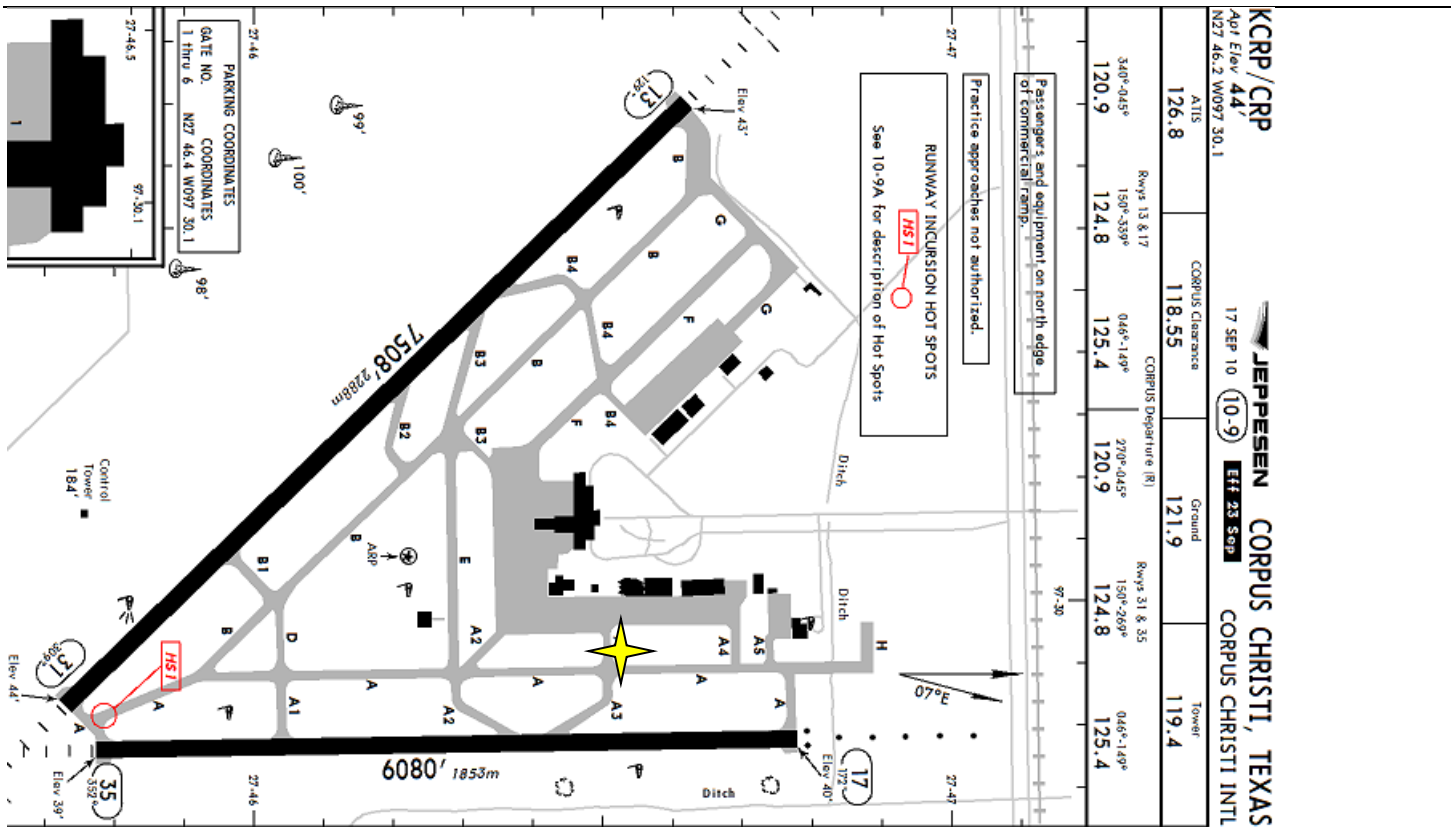 KCRP/CRP
Apt Elev 44'
N27 46.2 W097 30.1
JEPPESEN
17 SEP 10
10-9
Eff 23 Sep
CORPUS CHRISTI, TEXAS
CORPUS CHRISTI INTL
ATIS
126.8
CORPUS Clearance
118.55
Ground
121.9
Tower
119.4
CORPUS Departure (R)
Rwys 13 & 17
Rwys 31 & 35
340°-045°
120.9
150°-339°
124.8
046°-149°
125.4
270°-045°
120.9
150°-269°
124.8
046°-149°
125.4
97-30
Passengers and equipment on north edge
of commercial ramp.
Practice approaches not authorized.
RUNWAY INCURSION HOT SPOTS
HS1
See 10-9A for description of Hot Spots
27-47
27-47
07°E
Ditch
Ditch
Ditch
Elev 43'
13
129°
B
G
B
G
F
B4
B4
B4
F
B3
B3
B
B2
7508' 2288m
E
B
ARP
B1
B
D
A
A1
A2
A2
A
A3
A
A4
A5
H
A
A
A
HS1
31
309°
Elev 44'
35
352°
Elev 39'
6080' 1853m
17
172°
Elev 40'
Control
Tower
184'
99'
100'
98'
27-46
27-46
PARKING COORDINATES
GATE NO. COORDINATES
1 thru 6 N27 46.4 W097 30.1
27-46.5
97-30.1
1